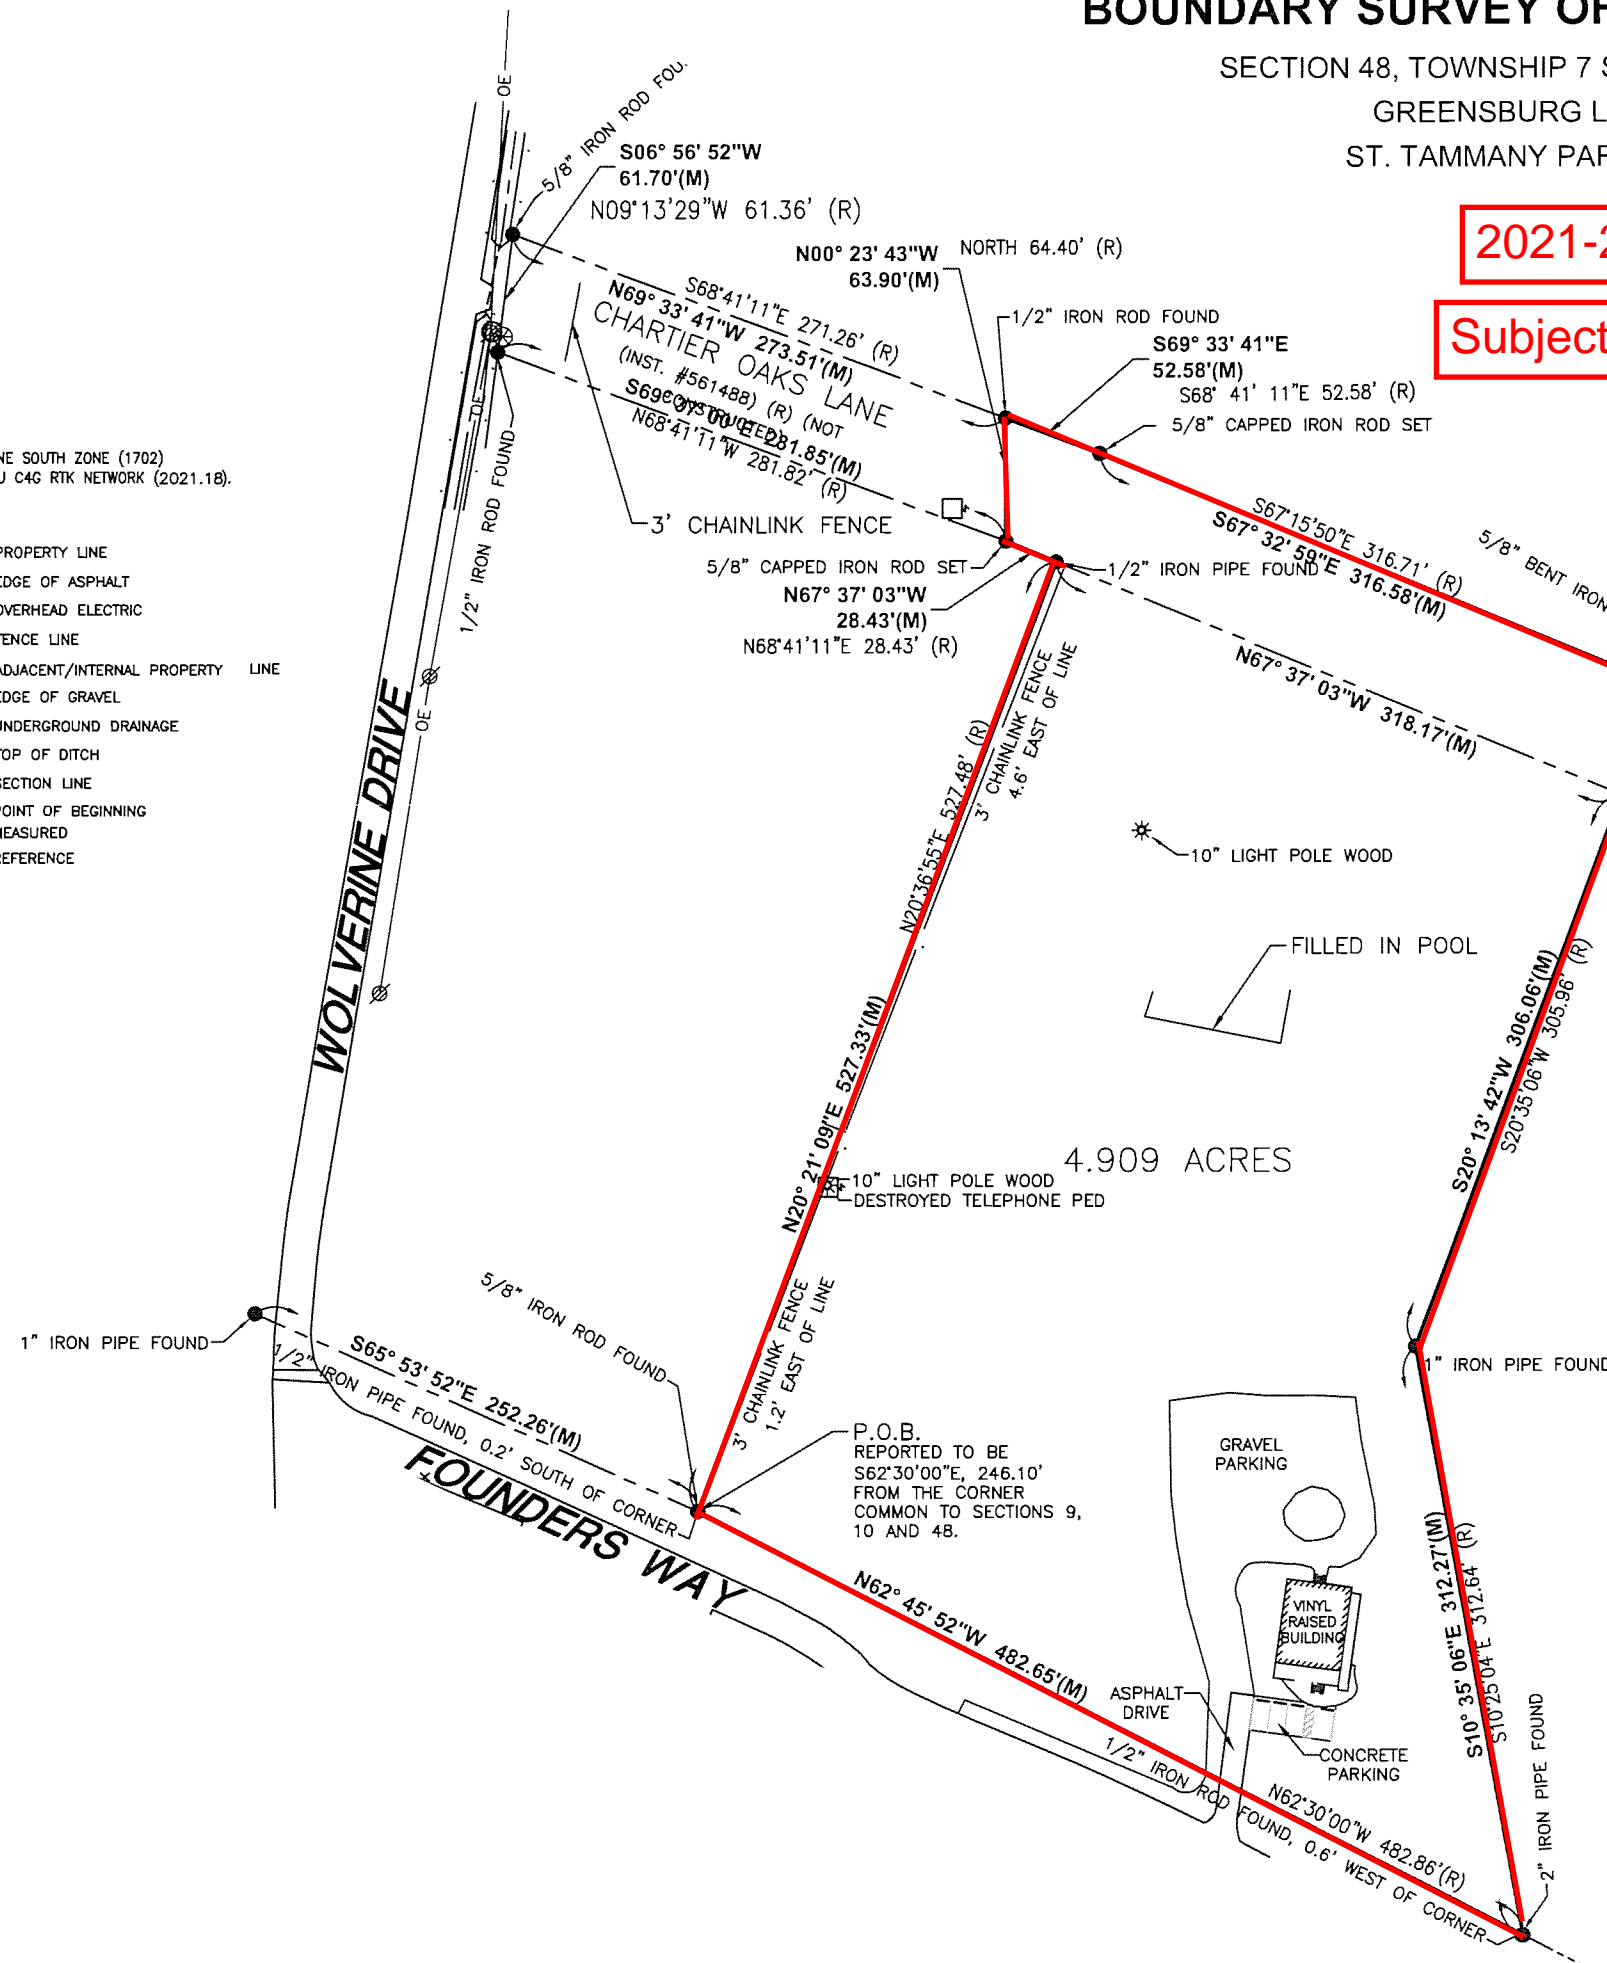 BOUNDARY SURVEY OF
SECTION 48, TOWNSHIP 7 S
GREENSBURG L
ST. TAMMANY PAR
2021-2
Subject
OE
5/8" IRON ROD FOU
S06° 56' 52"W
61.70'(M)
N09°13'29"W 61.36' (R)
N00° 23' 43"W
63.90'(M)
NORTH 64.40' (R)
S68°41'11"E 271.26' (R)
N69° 33' 41"W 273.51'(M)
CHARTIER OAKS LANE
(INST. #561488) (R) (NOT
CONSTRUCTED)
S69° 37' 00"E 281.85'(M)
N68°41'11"W 281.82' (R)
1/2" IRON ROD FOUND
S69° 33' 41"E
52.58'(M)
S68° 41' 11"E 52.58' (R)
5/8" CAPPED IRON ROD SET
OE
1/2" IRON ROD FOUND
3' CHAINLINK FENCE
5/8" CAPPED IRON ROD SET
N67° 37' 03"W
28.43'(M)
N68°41'11"E 28.43' (R)
1/2" IRON PIPE FOUND
S67°15'50"E 316.71' (R)
S67° 32' 59"E 316.58'(M)
5/8" BENT IRON
N67° 37' 03"W 318.17'(M)
NE SOUTH ZONE (1702)
U C4G RTK NETWORK (2021.18).
PROPERTY LINE
EDGE OF ASPHALT
OVERHEAD ELECTRIC
FENCE LINE
ADJACENT/INTERNAL PROPERTY LINE
EDGE OF GRAVEL
UNDERGROUND DRAINAGE
TOP OF DITCH
SECTION LINE
POINT OF BEGINNING
MEASURED
REFERENCE
OE
WOLVERINE DRIVE
N20°36'55"E 527.48' (R)
3' CHAINLINK FENCE
4.6' EAST OF LINE
10" LIGHT POLE WOOD
FILLED IN POOL
N20° 21' 09"E 527.33'(M)
S20° 13' 42"W 306.06'(M)
S20°35'06"W 305.96' (R)
4.909 ACRES
10" LIGHT POLE WOOD
DESTROYED TELEPHONE PED
5/8" IRON ROD FOUND
3' CHAINLINK FENCE
1.2' EAST OF LINE
1" IRON PIPE FOUND
S65° 53' 52"E 252.26'(M)
1/2" IRON PIPE FOUND, 0.2' SOUTH OF CORNER
FOUNDERS WAY
P.O.B.
REPORTED TO BE
S62°30'00"E, 246.10'
FROM THE CORNER
COMMON TO SECTIONS 9,
10 AND 48.
1" IRON PIPE FOUND
GRAVEL
PARKING
VINYL
RAISED
BUILDING
S10° 35' 06"E 312.27'(M)
S10°25'04"E 312.64' (R)
N62° 45' 52"W 482.65'(M)
ASPHALT
DRIVE
CONCRETE
PARKING
1/2" IRON ROD FOUND, 0.6' WEST OF CORNER
N62°30'00"W 482.86'(R)
2" IRON PIPE FOUND